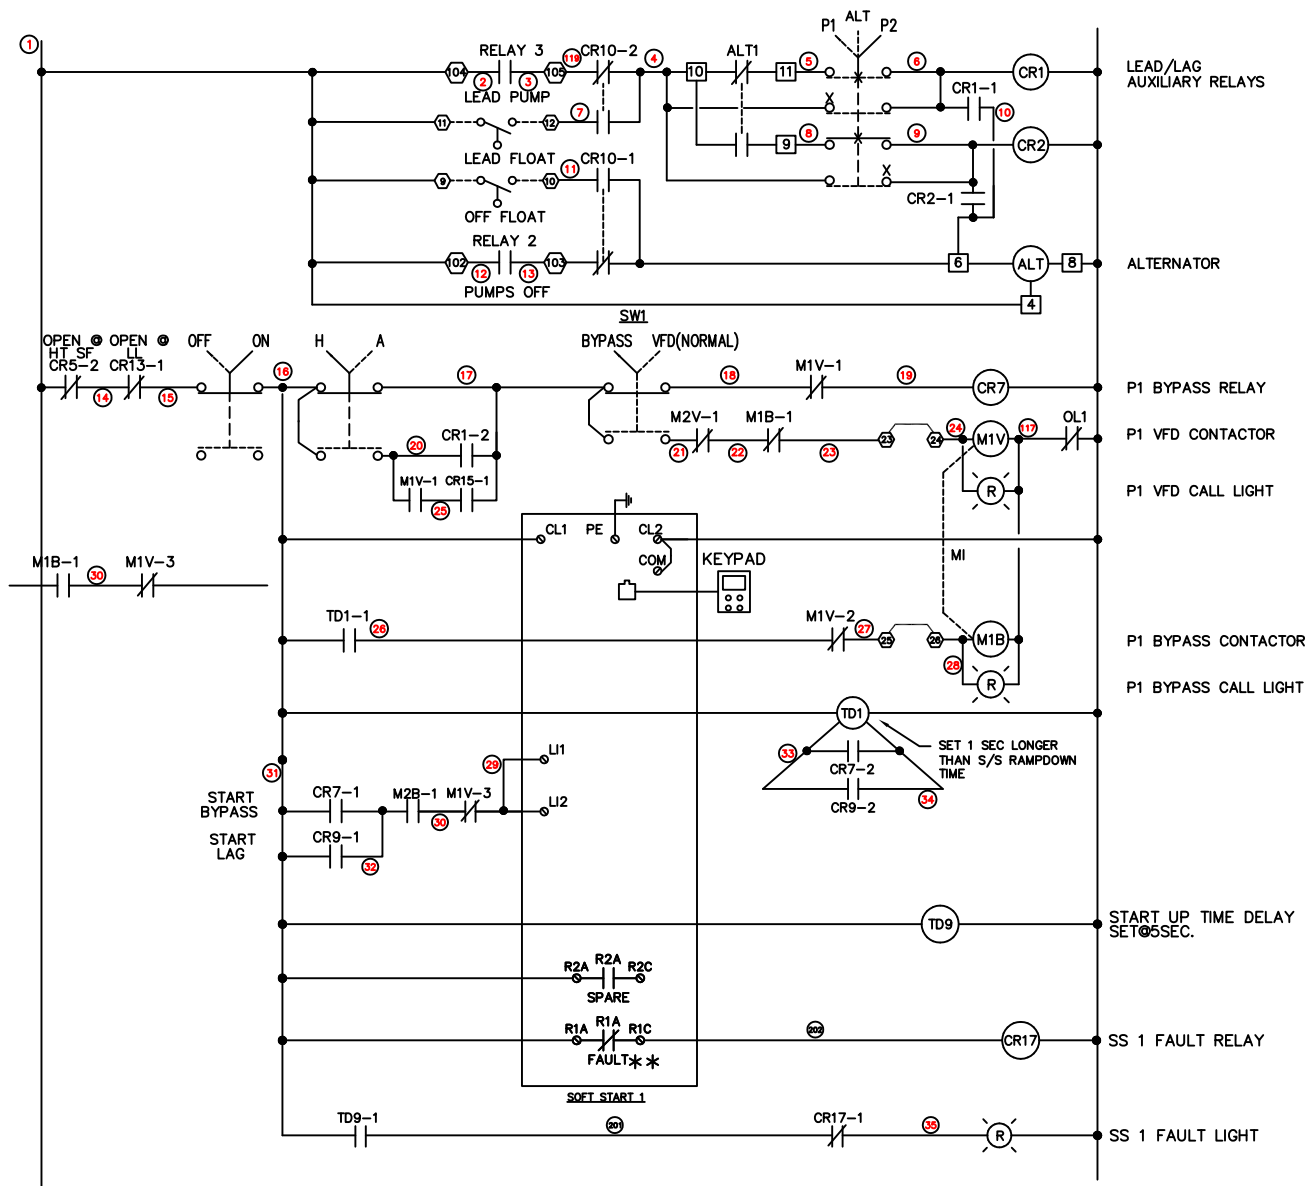 1
P1
ALT
P2
RELAY 3
119
CR10-2
4
ALT1
104
2
3
105
10
11
5
6
CR1
LEAD/LAG
AUXILIARY RELAYS
LEAD PUMP
7
X
CR1-1
10
11
12
9
8
9
CR2
LEAD FLOAT
11
CR10-1
X
9
10
CR2-1
OFF FLOAT
RELAY 2
102
12
13
103
6
ALT
8
ALTERNATOR
PUMPS OFF
4
SW1
OPEN @
HT SF
CR5-2
OPEN @
LL
CR13-1
OFF
ON
H
A
BYPASS
VFD(NORMAL)
14
15
16
17
18
M1V-1
19
CR7
P1 BYPASS RELAY
20
CR1-2
M2V-1
M1B-1
21
22
23
23
24
24
M1V
117
OL1
P1 VFD CONTACTOR
M1V-1
CR15-1
25
R
P1 VFD CALL LIGHT
CL1
PE
CL2
COM
KEYPAD
MI
M1B-1
30
M1V-3
TD1-1
26
M1V-2
27
25
26
M1B
P1 BYPASS CONTACTOR
28
R
P1 BYPASS CALL LIGHT
TD1
33
CR7-2
CR9-2
34
SET 1 SEC LONGER
THAN S/S RAMPDOWN
TIME
31
29
LI1
START
BYPASS
CR7-1
M2B-1
M1V-3
30
LI2
START
LAG
CR9-1
32
TD9
START UP TIME DELAY
SET@5SEC.
R2A
R2A
R2C
SPARE
R1A
R1A
R1C
FAULT**
202
CR17
SS 1 FAULT RELAY
SOFT START 1
TD9-1
201
CR17-1
35
R
SS 1 FAULT LIGHT